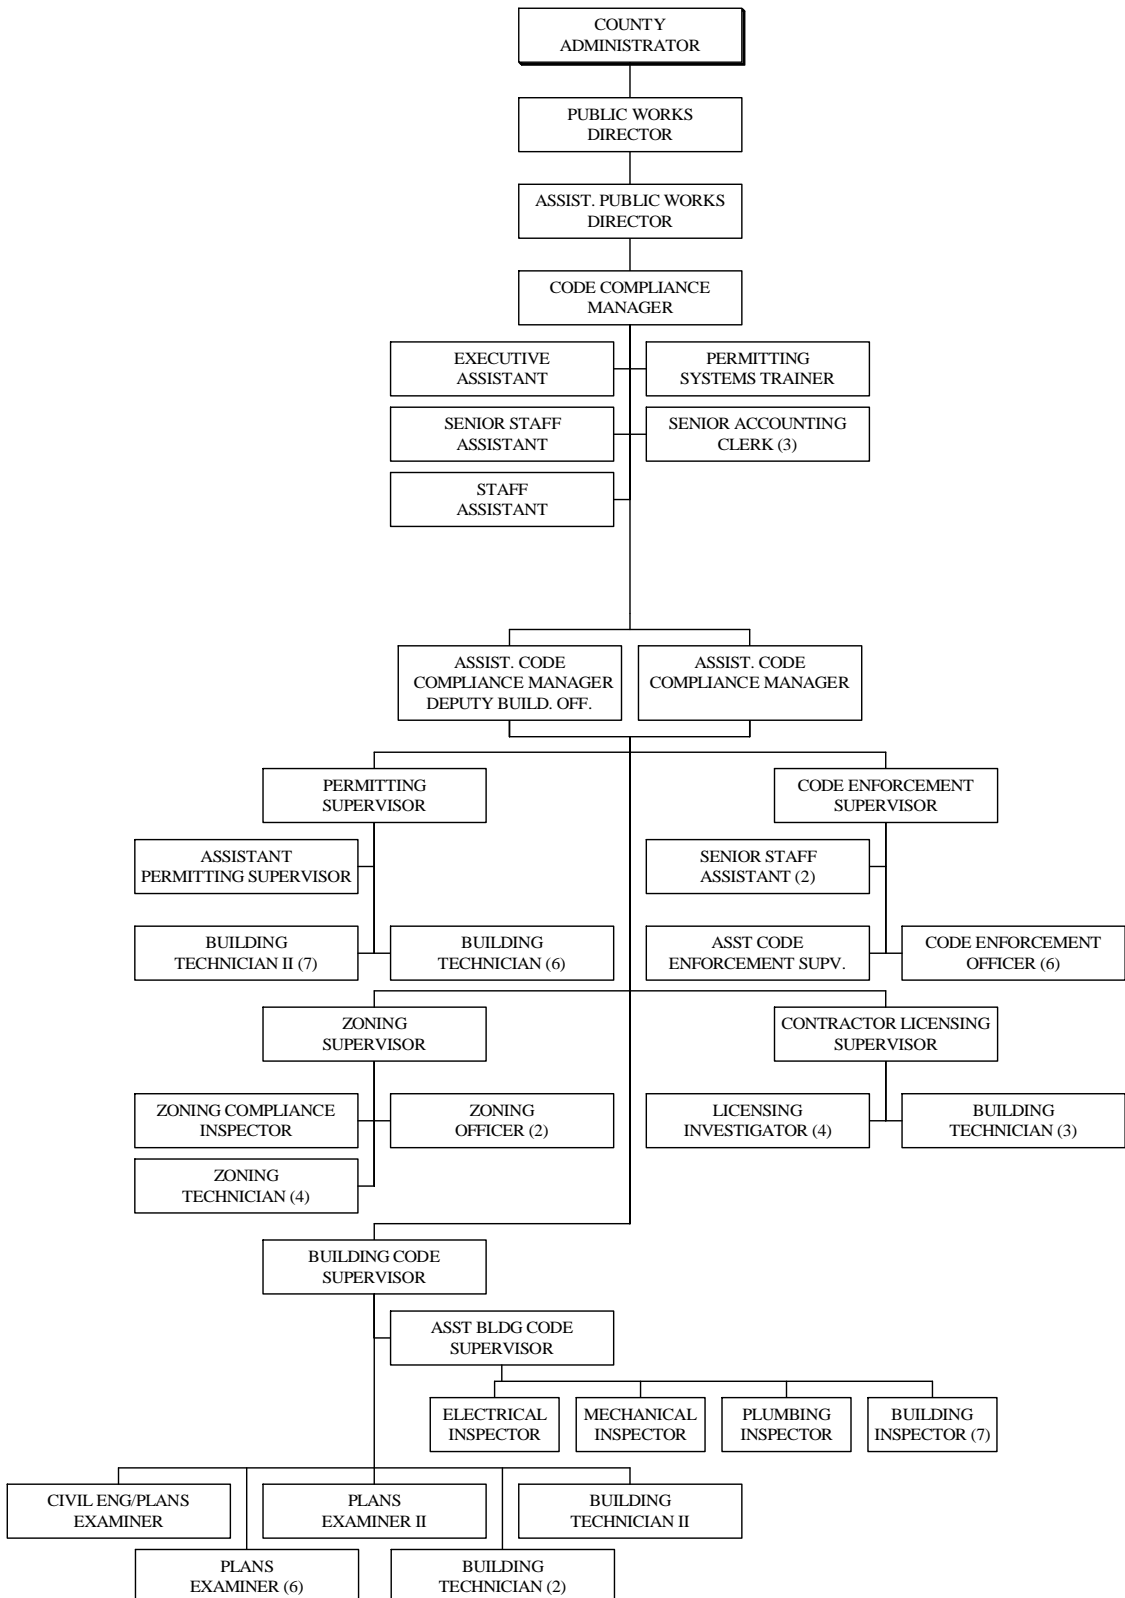 COUNTY
ADMINISTRATOR
PUBLIC WORKS
DIRECTOR
ASSIST. PUBLIC WORKS
DIRECTOR
CODE COMPLIANCE
MANAGER
EXECUTIVE
ASSISTANT
PERMITTING
SYSTEMS TRAINER
SENIOR STAFF
ASSISTANT
SENIOR ACCOUNTING
CLERK (3)
STAFF
ASSISTANT
ASSIST. CODE
COMPLIANCE MANAGER
DEPUTY BUILD. OFF.
ASSIST. CODE
COMPLIANCE MANAGER
PERMITTING
SUPERVISOR
CODE ENFORCEMENT
SUPERVISOR
ASSISTANT
PERMITTING SUPERVISOR
SENIOR STAFF
ASSISTANT (2)
BUILDING
TECHNICIAN II (7)
BUILDING
TECHNICIAN (6)
ASST CODE
ENFORCEMENT SUPV.
CODE ENFORCEMENT
OFFICER (6)
ZONING
SUPERVISOR
CONTRACTOR LICENSING
SUPERVISOR
ZONING COMPLIANCE
INSPECTOR
ZONING
OFFICER (2)
LICENSING
INVESTIGATOR (4)
BUILDING
TECHNICIAN (3)
ZONING
TECHNICIAN (4)
BUILDING CODE
SUPERVISOR
ASST BLDG CODE
SUPERVISOR
ELECTRICAL
INSPECTOR
MECHANICAL
INSPECTOR
PLUMBING
INSPECTOR
BUILDING
INSPECTOR (7)
CIVIL ENG/PLANS
EXAMINER
PLANS
EXAMINER II
BUILDING
TECHNICIAN II
PLANS
EXAMINER (6)
BUILDING
TECHNICIAN (2)